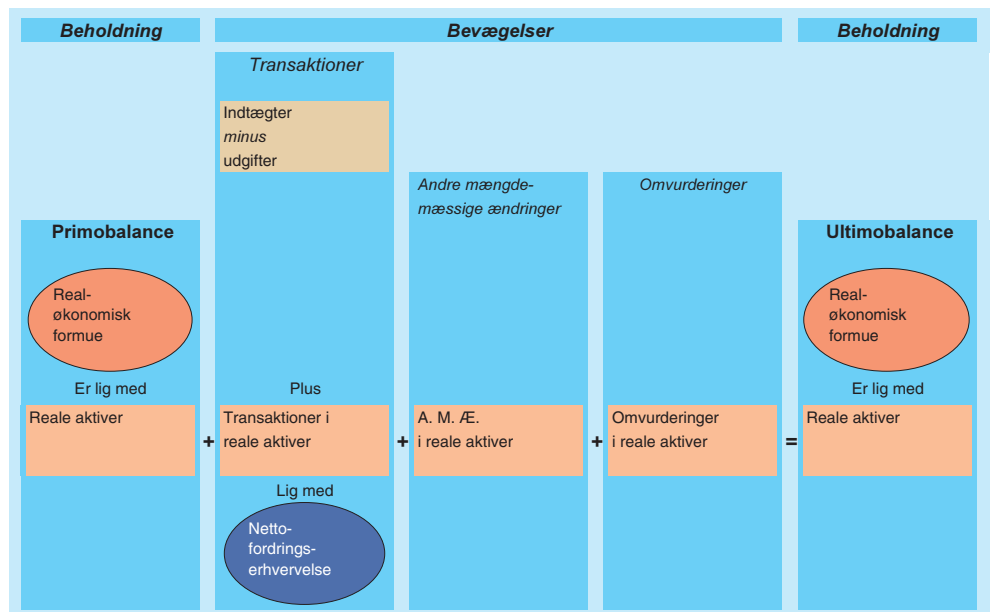 Beholdning
Bevægelser
Beholdning
Transaktioner
Indtægter
minus
udgifter
Andre mængde-
mæssige ændringer
Omvurderinger
Primobalance
Ultimobalance
Real-
økonomisk
formue
Real-
økonomisk
formue
Er lig med
Plus
Er lig med
Reale aktiver
+
Transaktioner i
reale aktiver
+
A. M. Æ.
i reale aktiver
+
Omvurderinger
i reale aktiver
=
Reale aktiver
Lig med
Netto-
fordrings-
erhvervelse